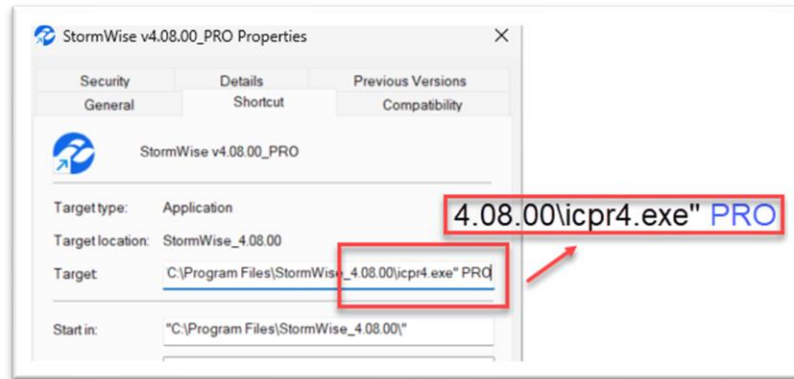 StormWise v4.08.00_PRO Properties
Security Details Previous Versions
General Shortcut Compatibility
StormWise v4.08.00_PRO
Target type: Application
Target location: StormWise_4.08.00
Target: C:\Program Files\StormWise_4.08.00\icpr4.exe" PRO
Start in: "C:\Program Files\StormWise_4.08.00\"
4.08.00\icpr4.exe" PRO